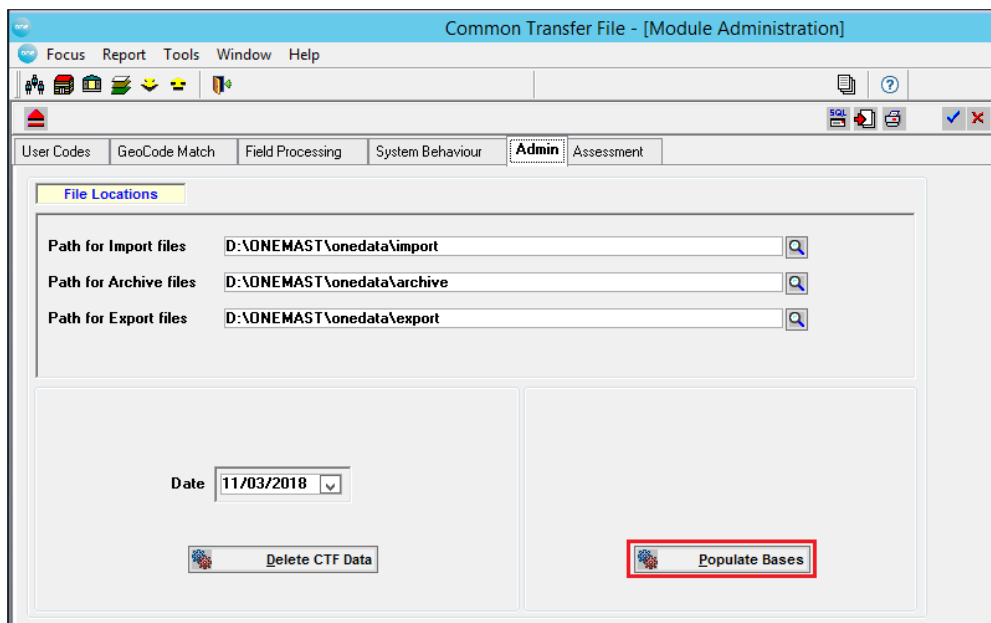 one
Common Transfer File - [Module Administration]
one Focus Report Tools Window Help
SQL
User Codes GeoCode Match Field Processing System Behaviour Admin Assessment
File Locations
Path for Import files D:\ONEMAST\onedata\import
Path for Archive files D:\ONEMAST\onedata\archive
Path for Export files D:\ONEMAST\onedata\export
Date 11/03/2018
Delete CTF Data Populate Bases